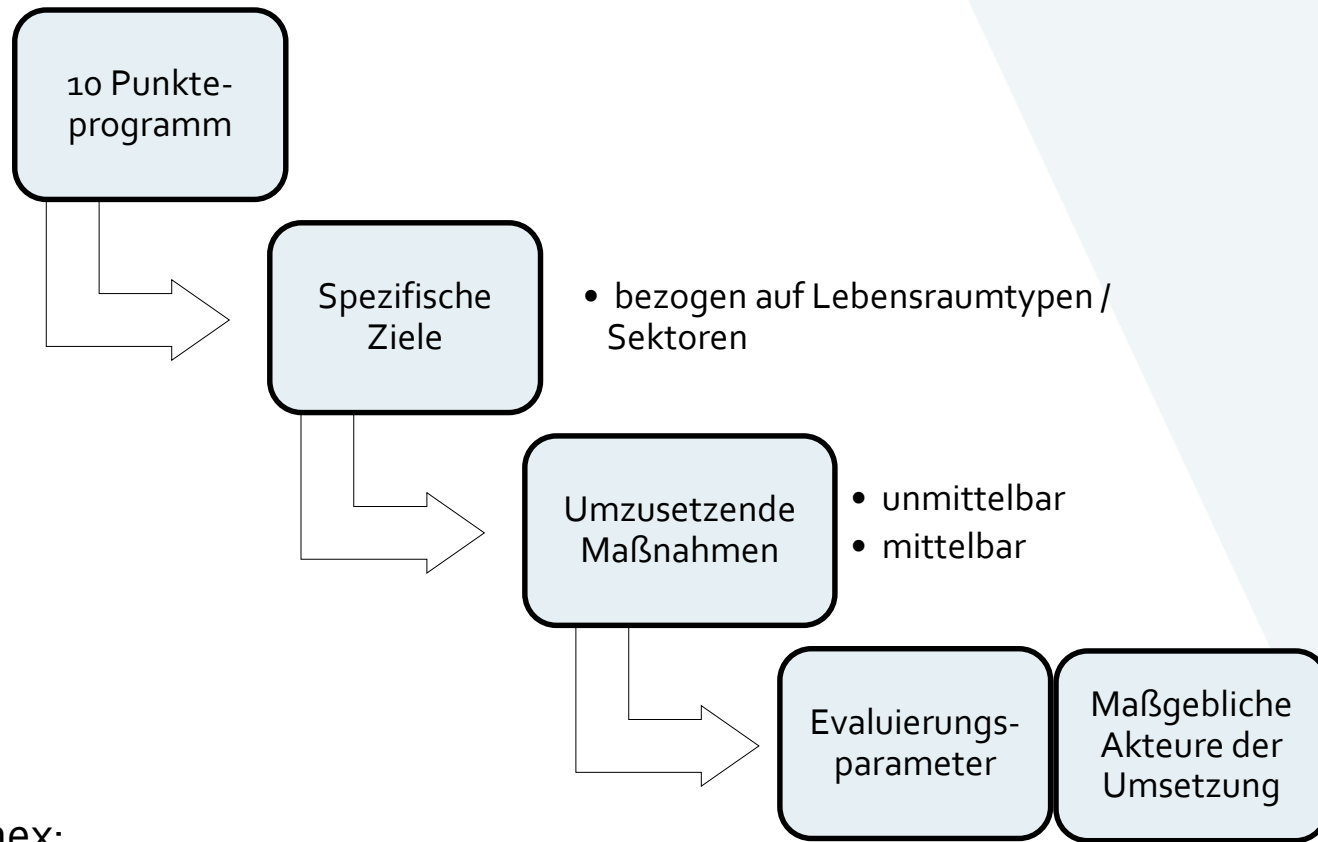 10 Punkte-
programm
Spezifische
Ziele
• bezogen auf Lebensraumtypen /
Sektoren
Umzusetzende
Maßnahmen
• unmittelbar
• mittelbar
Evaluierungs-
parameter
Maßgebliche
Akteure der
Umsetzung